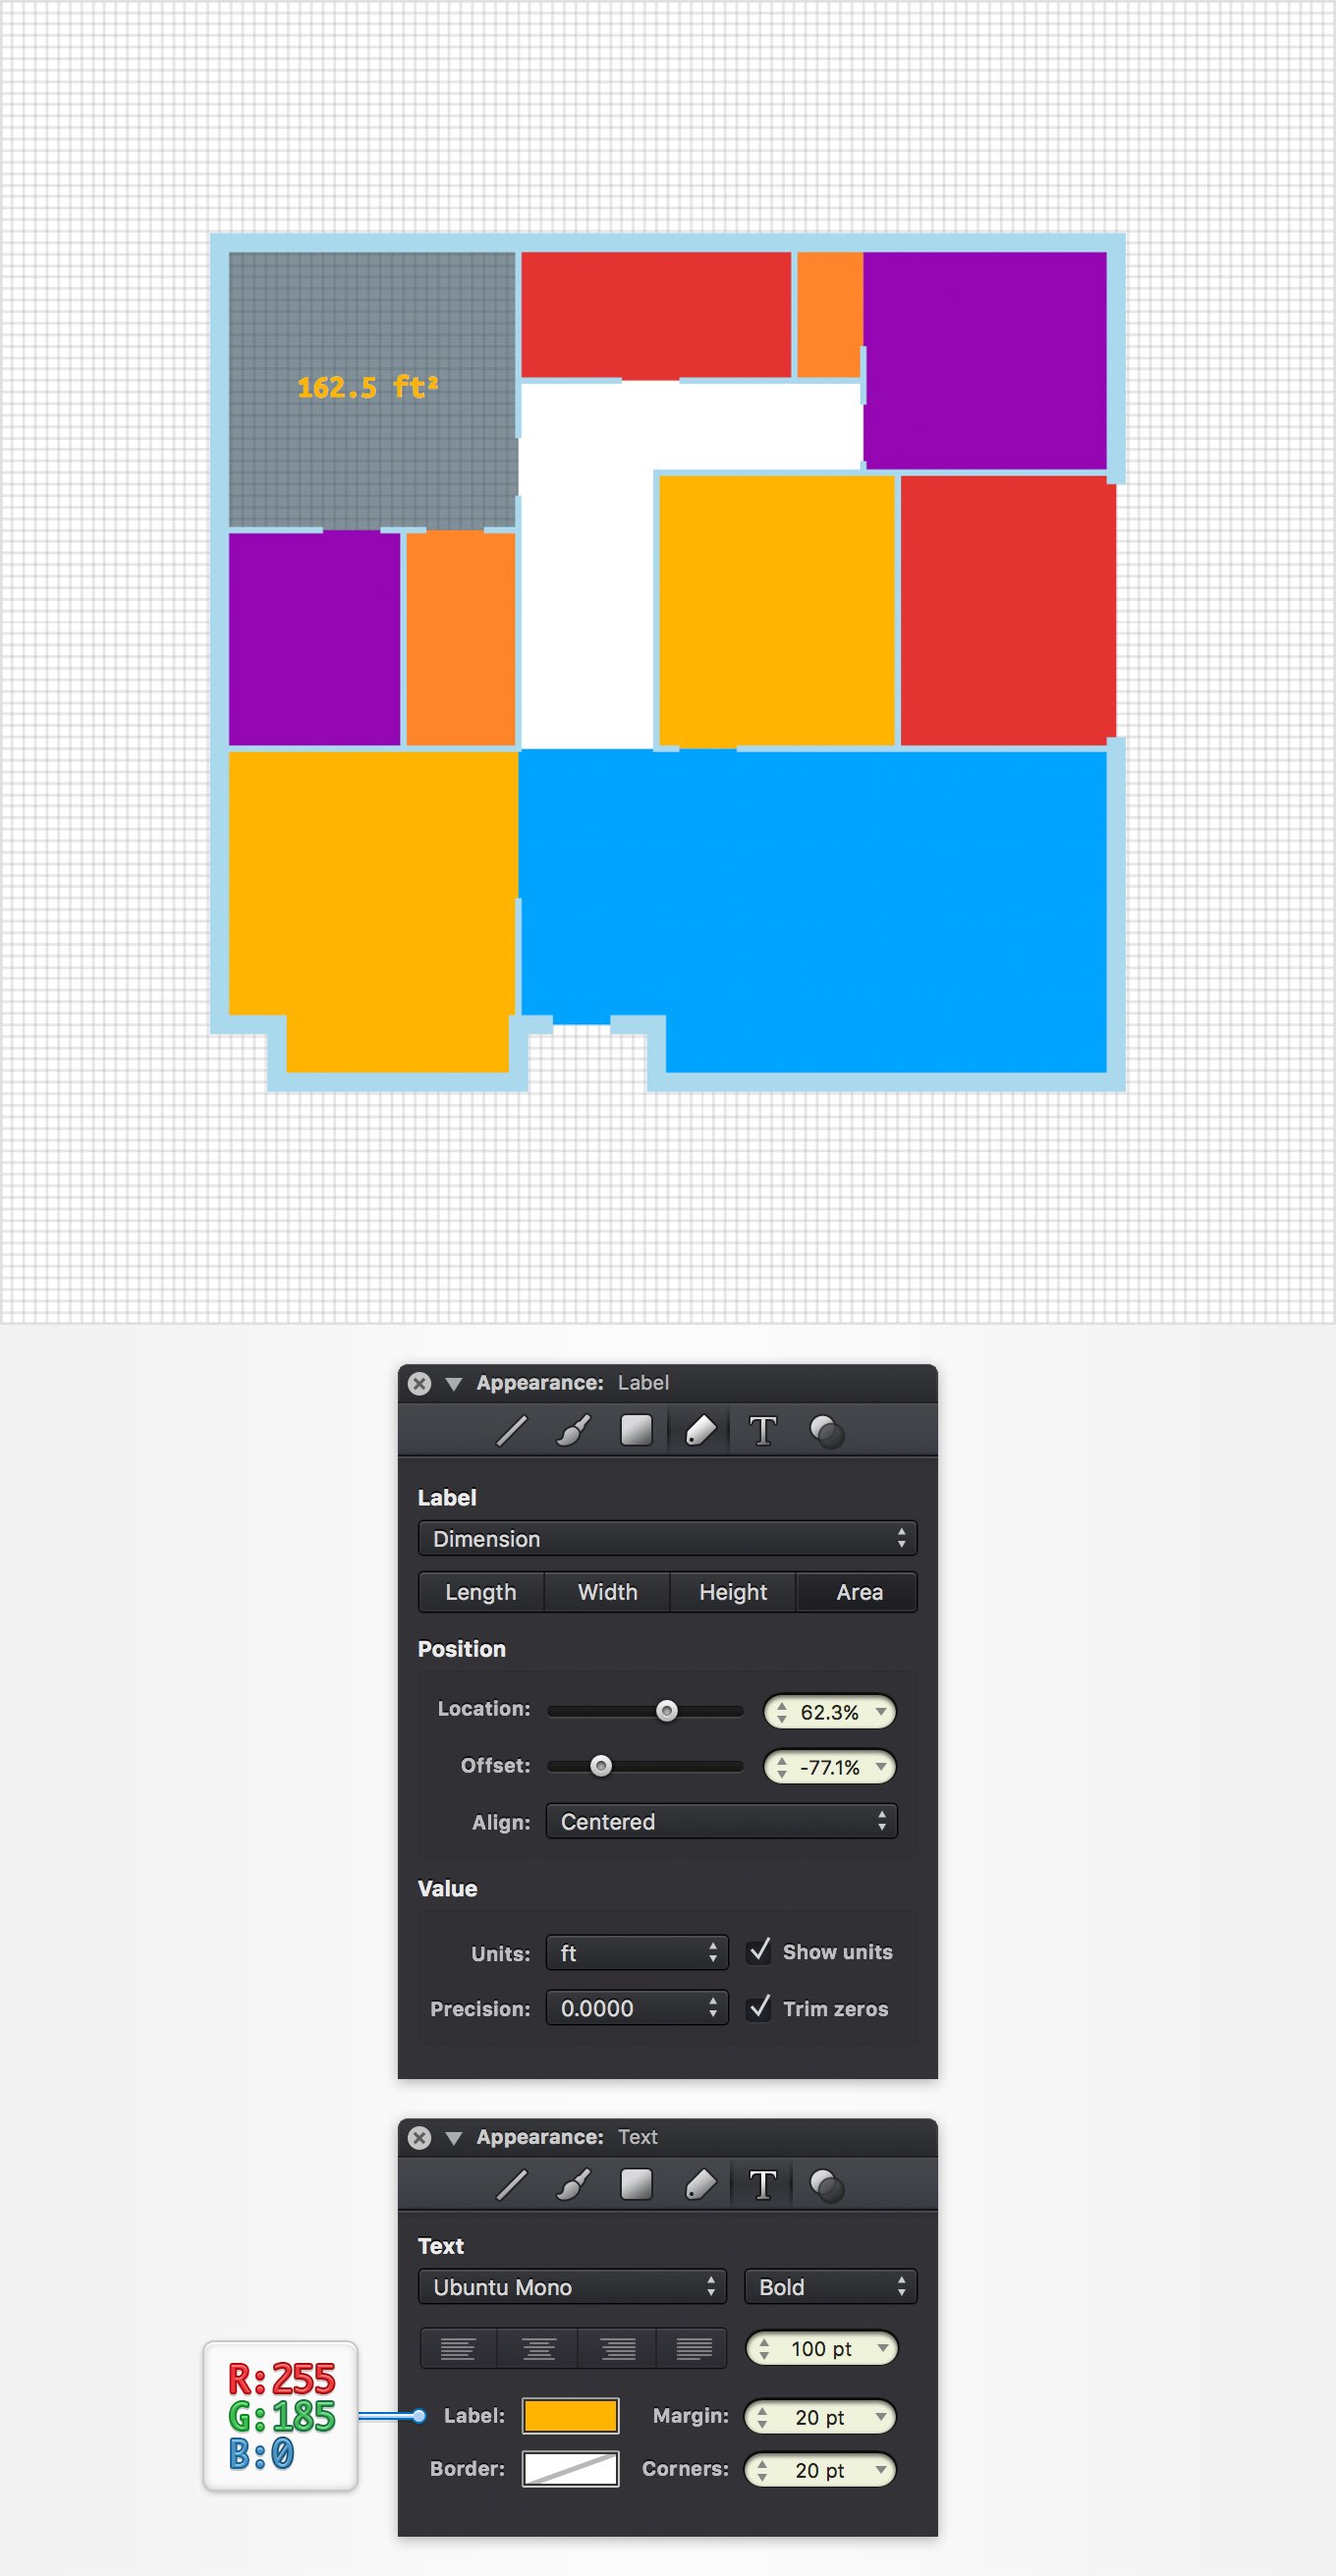 162.5 ft²
Appearance: Label
T
Label
Dimension
Length Width Height Area
Position
Location: 62.3%
Offset: -77.1%
Align: Centered
Value
Units: ft Show units
Precision: 0.0000 Trim zeros
Appearance: Text
T
Text
Ubuntu Mono Bold
100 pt
R:255
G:185
B:0
Label: Margin: 20 pt
Border: Corners: 20 pt